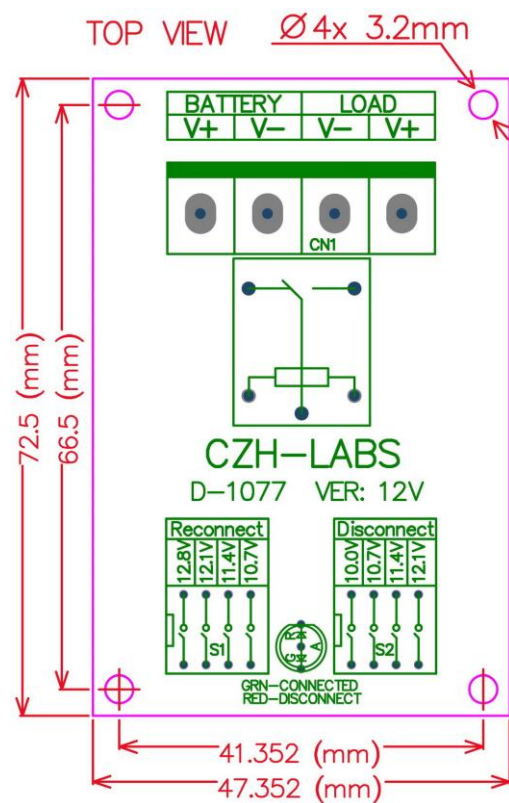 TOP VIEW
Ø 4x 3.2mm
BATTERY LOAD
V+ V- V- V+
CN1
72.5 (mm)
66.5 (mm)
CZH-LABS
D-1077 VER: 12V
Reconnect
12.8V 12.1V 11.4V 10.7V
S1
Disconnect
10.0V 10.7V 11.4V 12.1V
S2
G R A
GRN-CONNECTED
RED-DISCONNECT
41.352 (mm)
47.352 (mm)